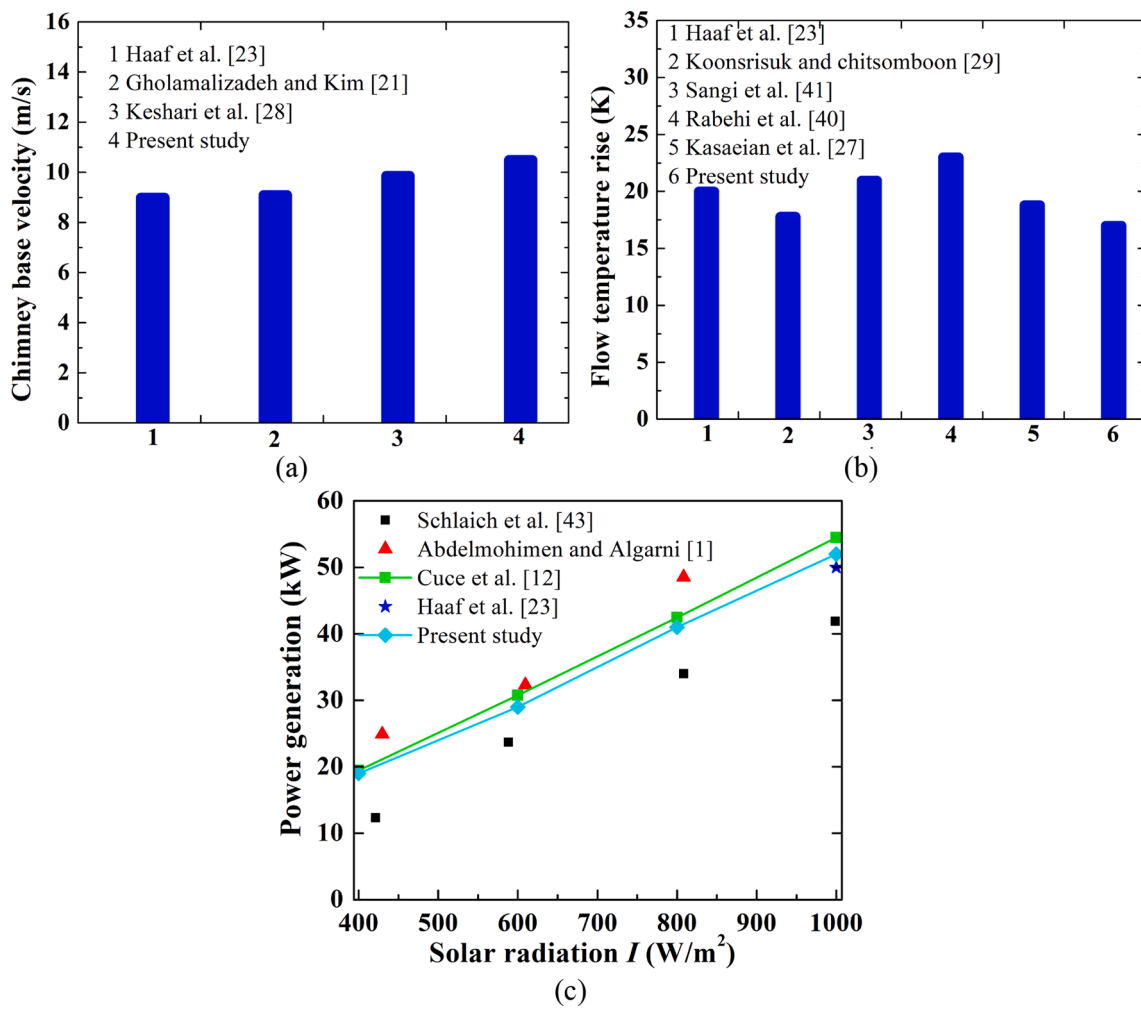 16
14
12
10
8
6
4
2
0
Chimney base velocity (m/s)
1 Haaf et al. [23]
2 Gholamalizadeh and Kim [21]
3 Keshari et al. [28]
4 Present study
1 2 3 4
(a)
35
30
25
20
15
10
5
0
Flow temperature rise (K)
1 Haaf et al. [23]
2 Koonsrisuk and chitsomboon [29]
3 Sangi et al. [41]
4 Rabehi et al. [40]
5 Kasaeian et al. [27]
6 Present study
1 2 3 4 5 6
(b)
60
50
40
30
20
10
0
Power generation (kW)
Schlaich et al. [43]
Abdelmohimen and Algarni [1]
Cuce et al. [12]
Haaf et al. [23]
Present study
400 500 600 700 800 900 1000
Solar radiation I (W/m²)
(c)